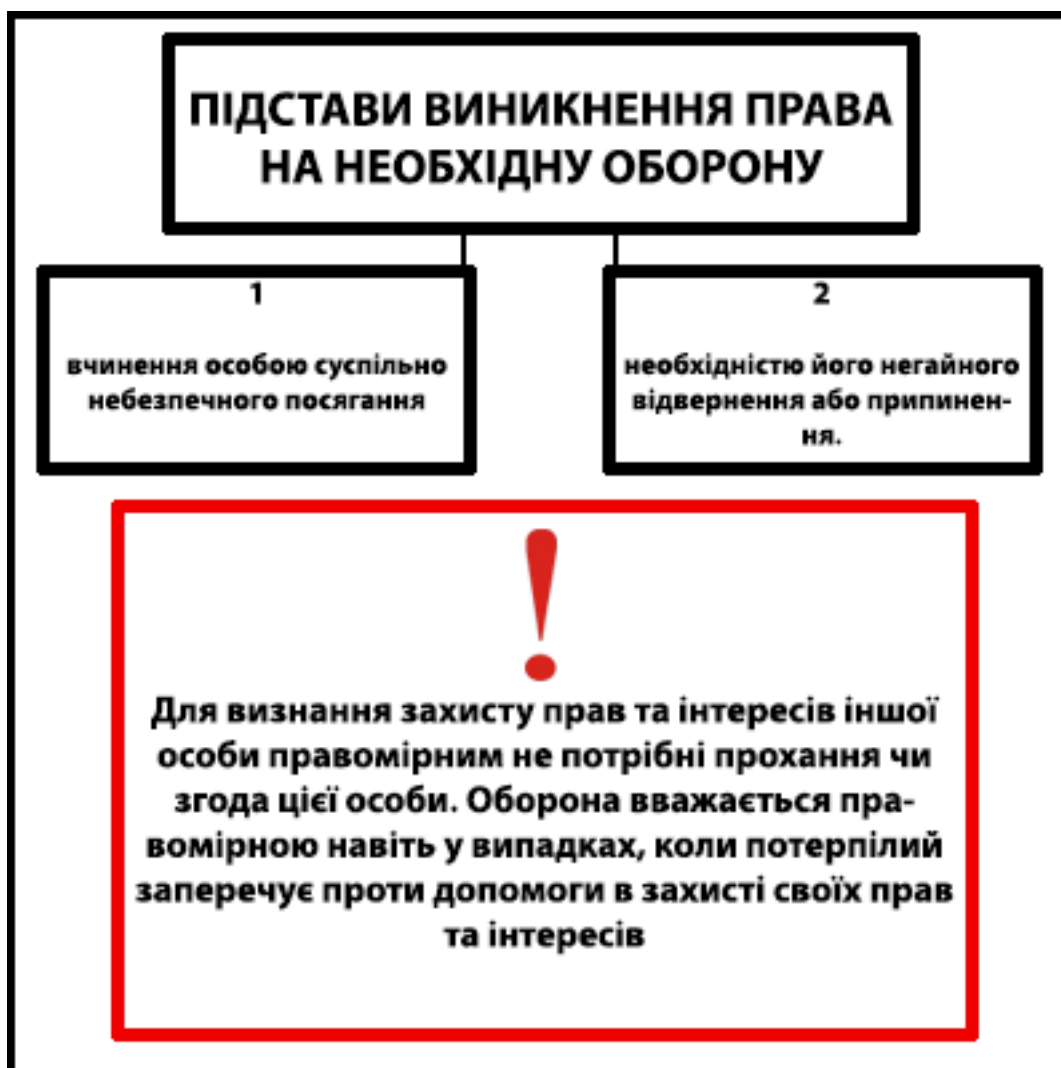 ПІДСТАВИ ВИНИКНЕННЯ ПРАВА
НА НЕОБХІДНУ ОБОРОНУ
1
вчинення особою суспільно
небезпечного посягання
2
необхідністю його негайного
відвернення або припинен-
ня.
!
Для визнання захисту прав та інтересів іншої
особи правомірним не потрібні прохання чи
згода цієї особи. Оборона вважається пра-
вомірною навіть у випадках, коли потерпілий
заперечує проти допомоги в захисті своїх прав
та інтересів